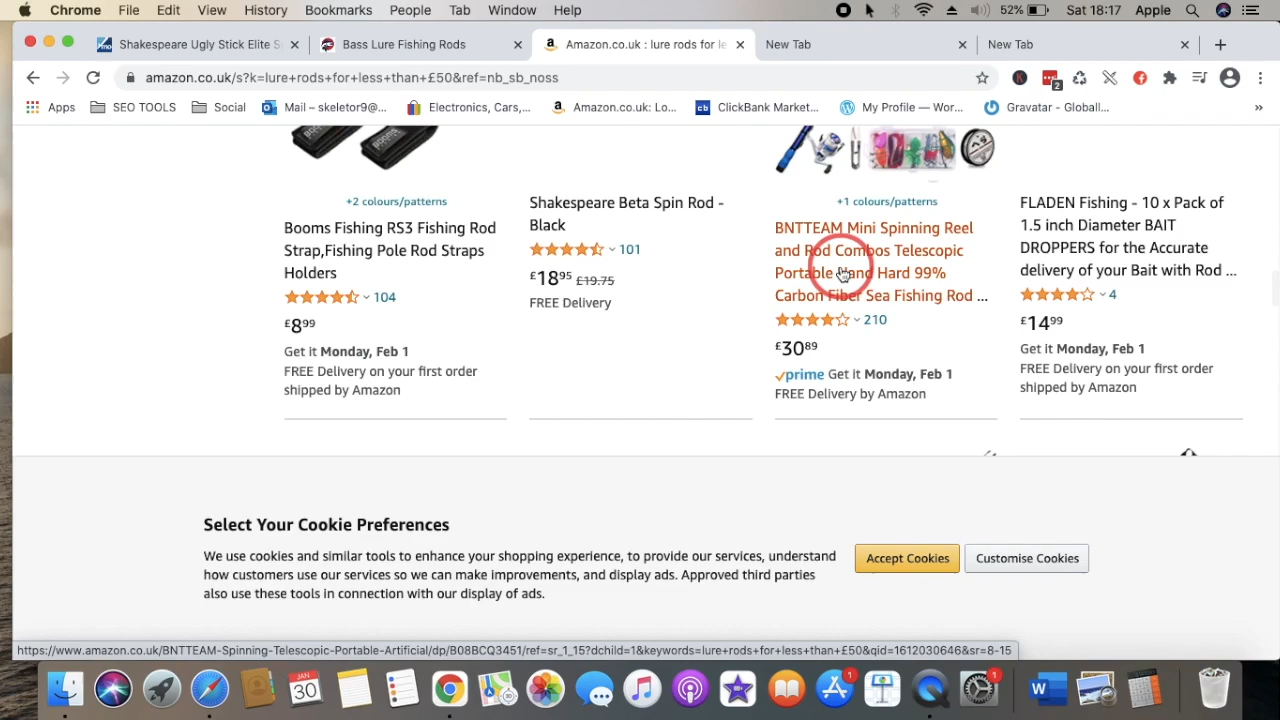 Chrome File Edit View History Bookmarks People Tab Window Help 52% Sat 18:17 Apple
Shakespeare Ugly Stick Elite S Bass Lure Fishing Rods Amazon.co.uk : lure rods for le New Tab New Tab
amazon.co.uk/s?k=lure+rods+for+less+than+£50&ref=nb_sb_noss
Apps SEO TOOLS Social Mail – skeletor9@... Electronics, Cars,... Amazon.co.uk: Lo... ClickBank Market... My Profile — Wor... Gravatar - Globall...
+2 colours/patterns
Booms Fishing RS3 Fishing Rod
Strap,Fishing Pole Rod Straps
Holders
104
£8.99
Get it Monday, Feb 1
FREE Delivery on your first order
shipped by Amazon
Shakespeare Beta Spin Rod -
Black
101
£18.95 £19.75
FREE Delivery
+1 colours/patterns
BNTTEAM Mini Spinning Reel
and Rod Combos Telescopic
Portable and Hard 99%
Carbon Fiber Sea Fishing Rod ...
210
£30.89
prime Get it Monday, Feb 1
FREE Delivery by Amazon
FLADEN Fishing - 10 x Pack of
1.5 inch Diameter BAIT
DROPPERS for the Accurate
delivery of your Bait with Rod ...
4
£14.99
Get it Monday, Feb 1
FREE Delivery on your first order
shipped by Amazon
Select Your Cookie Preferences
We use cookies and similar tools to enhance your shopping experience, to provide our services, understand
how customers use our services so we can make improvements, and display ads. Approved third parties
also use these tools in connection with our display of ads.
Accept Cookies Customise Cookies
https://www.amazon.co.uk/BNTTEAM-Spinning-Telescopic-Portable-Artificial/dp/B08BCQ3451/ref=sr_1_15?dchild=1&keywords=lure+rods+for+less+than+£50&qid=1612030646&sr=8-15
JAN
30